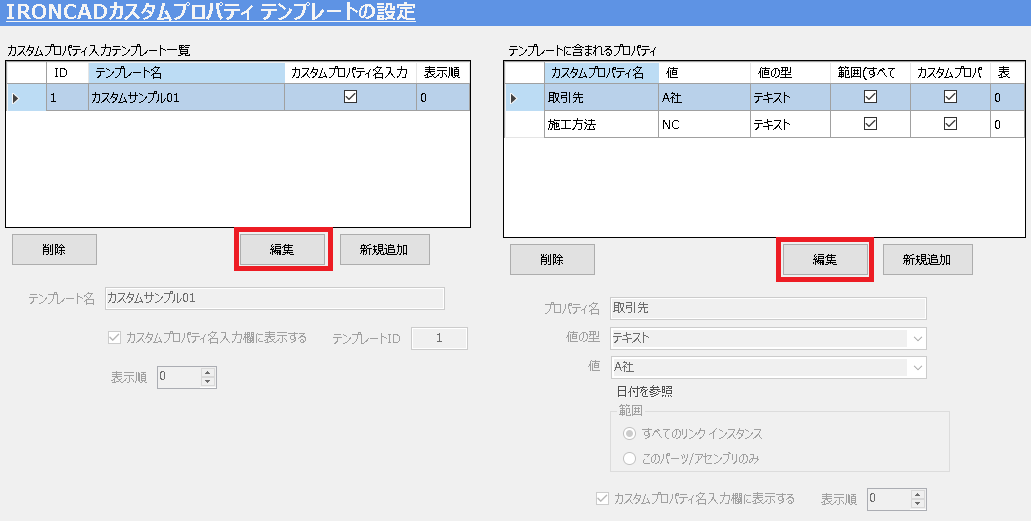 IRONCADカスタムプロパティ テンプレートの設定
カスタムプロパティ入力テンプレート一覧
ID テンプレート名 カスタムプロパティ名入力 表示順
1 カスタムサンプル01 0
削除 編集 新規追加
テンプレート名 カスタムサンプル01
カスタムプロパティ名入力欄に表示する テンプレートID 1
表示順 0
テンプレートに含まれるプロパティ
カスタムプロパティ名 値 値の型 範囲(すべて カスタムプロパ 表
取引先 A社 テキスト 0
施工方法 NC テキスト 0
削除 編集 新規追加
プロパティ名 取引先
値の型 テキスト
値 A社
日付を参照
範囲
すべてのリンク インスタンス
このパーツ/アセンブリのみ
カスタムプロパティ名入力欄に表示する 表示順 0